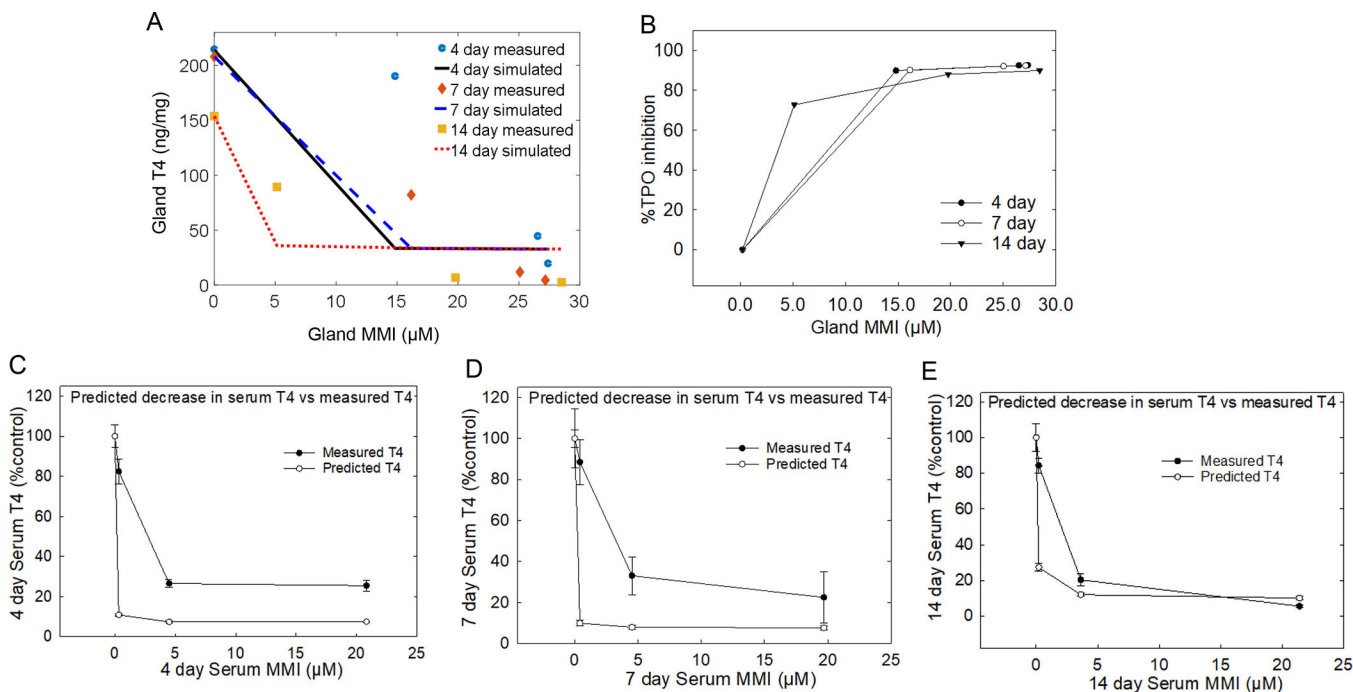 A
Gland T4 (ng/mg)
200
150
100
50
0
0 5 10 15 20 25 30
Gland MMI (µM)
4 day measured
4 day simulated
7 day measured
7 day simulated
14 day measured
14 day simulated
B
%TPO inhibition
100
80
60
40
20
0
0.0 5.0 10.0 15.0 20.0 25.0 30.0
Gland MMI (µM)
4 day
7 day
14 day
C
Predicted decrease in serum T4 vs measured T4
4 day Serum T4 (%control)
120
100
80
60
40
20
0
Measured T4
Predicted T4
0 5 10 15 20 25
4 day Serum MMI (µM)
D
Predicted decrease in serum T4 vs measured T4
7 day Serum T4 (%control)
120
100
80
60
40
20
0
Measured T4
Predicted T4
0 5 10 15 20 25
7 day Serum MMI (µM)
E
Predicted decrease in serum T4 vs measured T4
14 day Serum T4 (%control)
120
100
80
60
40
20
0
Measured T4
Predicted T4
0 5 10 15 20 25
14 day Serum MMI (µM)